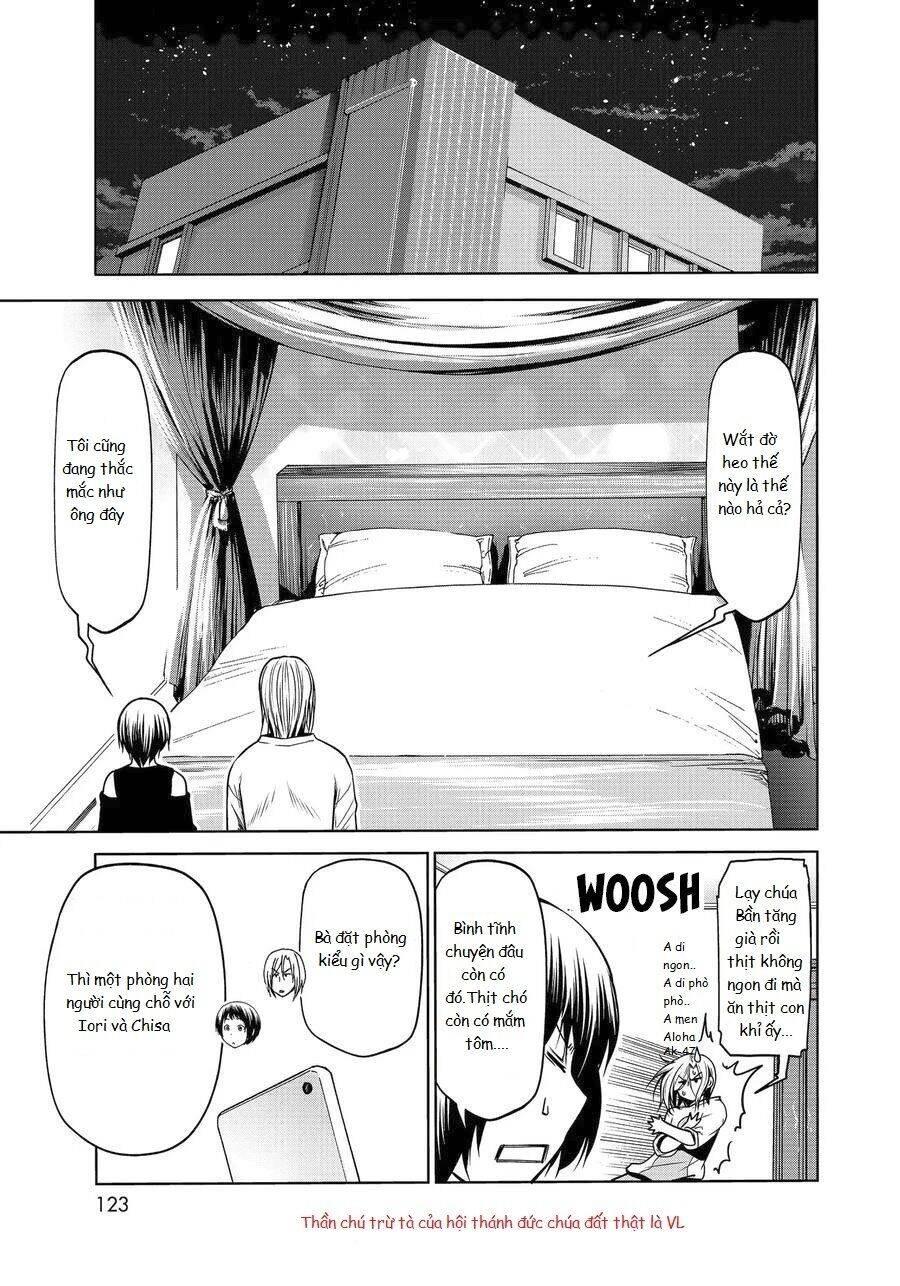 Wắt đờ
heo thế
này là thế
nào hả cả?
Tôi cũng
đang thắc
mắc như
ông đây
Lạy chúa
Bần tăng
già rồi
thịt không
ngon đi mà
ăn thịt con
khỉ ấy...
WOOSH
A di
ngon..
A di phò
phò..
A men
Aloha
Ak 47
Bình tĩnh
chuyện đâu
còn có
đó.Thịt chó
còn có mắm
tôm....
Bà đặt phòng
kiểu gì vậy?
Thì một phòng hai
người cùng chỗ với
Iori và Chisa
123
Thần chú trừ tà của hội thánh đức chúa đất thật là VL